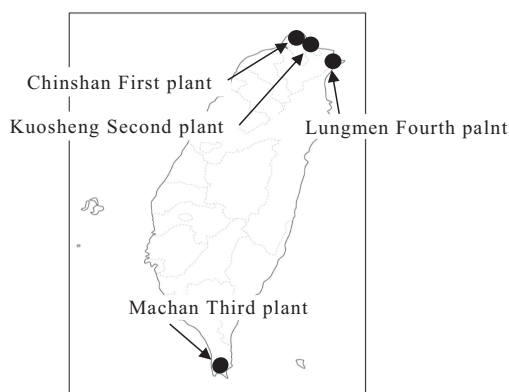 Chinshan First plant
Kuosheng Second plant
Lungmen Fourth palnt
Machan Third plant